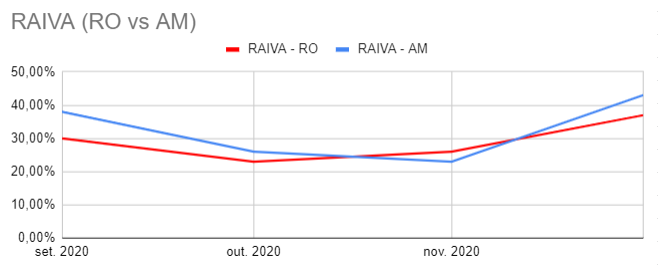 RAIVA (RO vs AM)
RAIVA - RO RAIVA - AM
50,00%
40,00%
30,00%
20,00%
10,00%
0,00%
set. 2020 out. 2020 nov. 2020